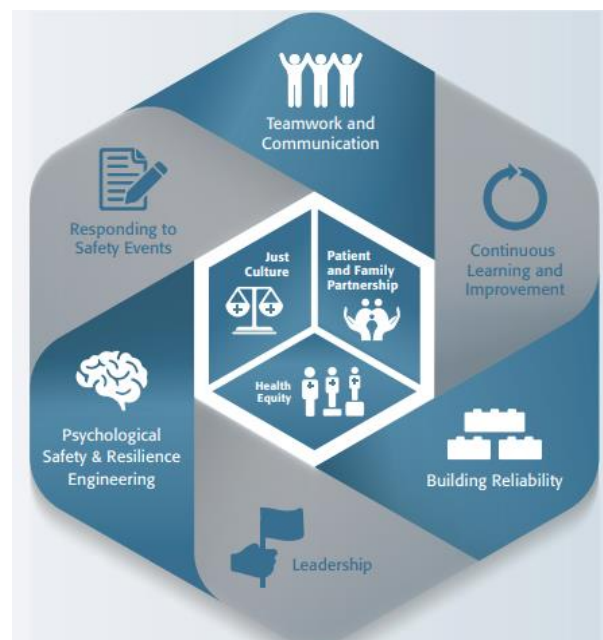 Teamwork and
Communication
Responding to
Safety Events
Continuous
Learning and
Improvement
Just
Culture
Patient
and Family
Partnership
Health
Equity
Psychological
Safety & Resilience
Engineering
Building Reliability
Leadership